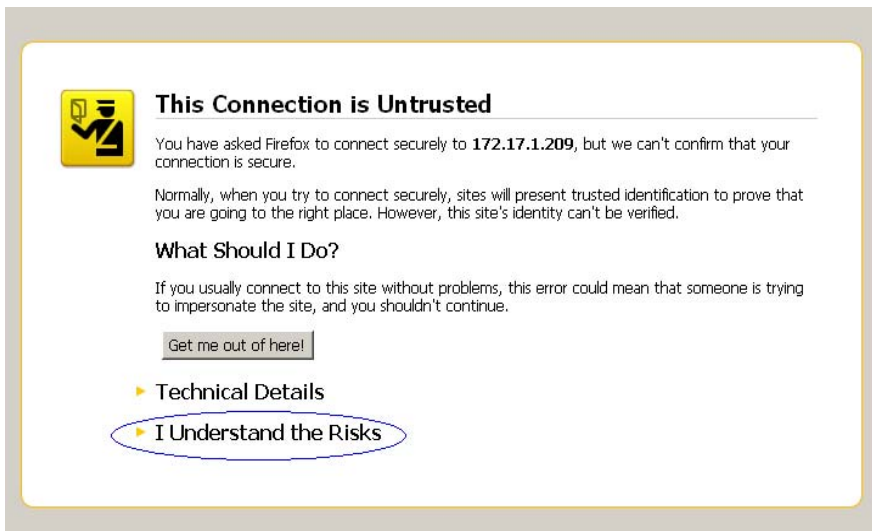 This Connection is Untrusted
You have asked Firefox to connect securely to 172.17.1.209, but we can't confirm that your
connection is secure.
Normally, when you try to connect securely, sites will present trusted identification to prove that
you are going to the right place. However, this site's identity can't be verified.
What Should I Do?
If you usually connect to this site without problems, this error could mean that someone is trying
to impersonate the site, and you shouldn't continue.
Get me out of here!
Technical Details
I Understand the Risks